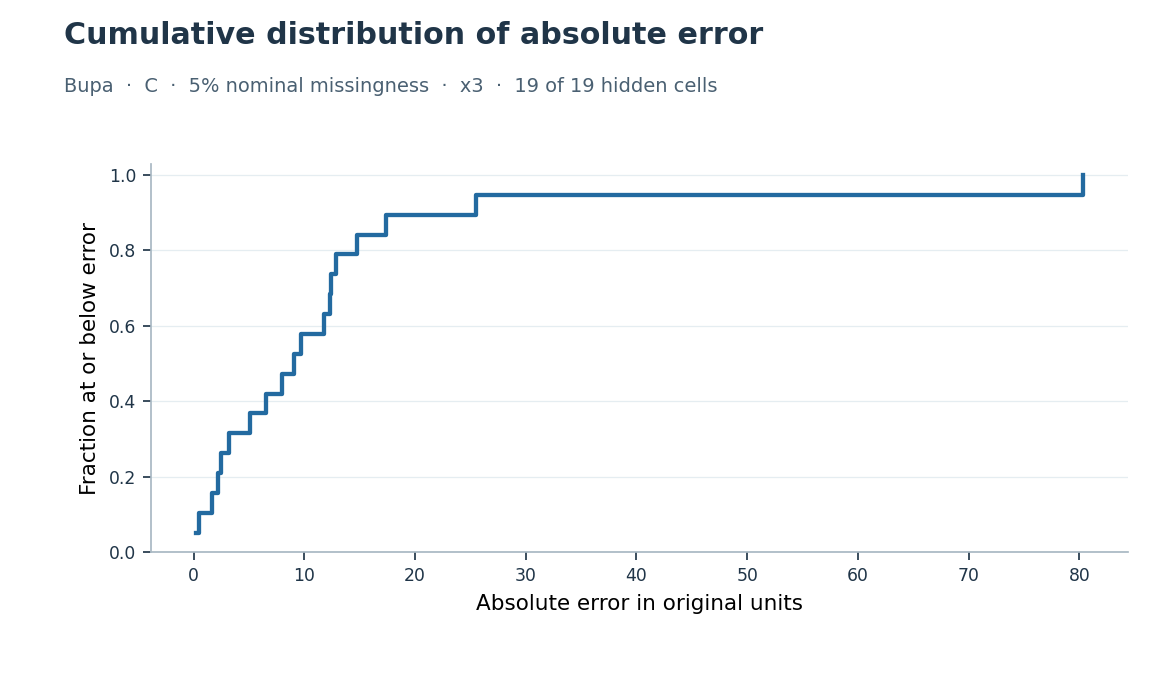 Cumulative distribution of absolute error
Bupa · C · 5% nominal missingness · x3 · 19 of 19 hidden cells
Fraction at or below error
1.0
0.8
0.6
0.4
0.2
0.0
0 10 20 30 40 50 60 70 80
Absolute error in original units